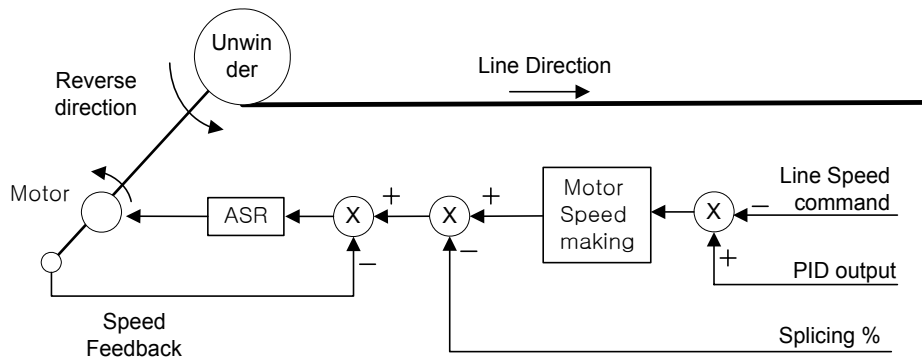 Unwin
der
Reverse
direction
Line Direction
Motor
ASR
X
+
X
+
Motor
Speed
making
X
−
Line Speed
command
−
−
+
PID output
Speed
Feedback
Splicing %